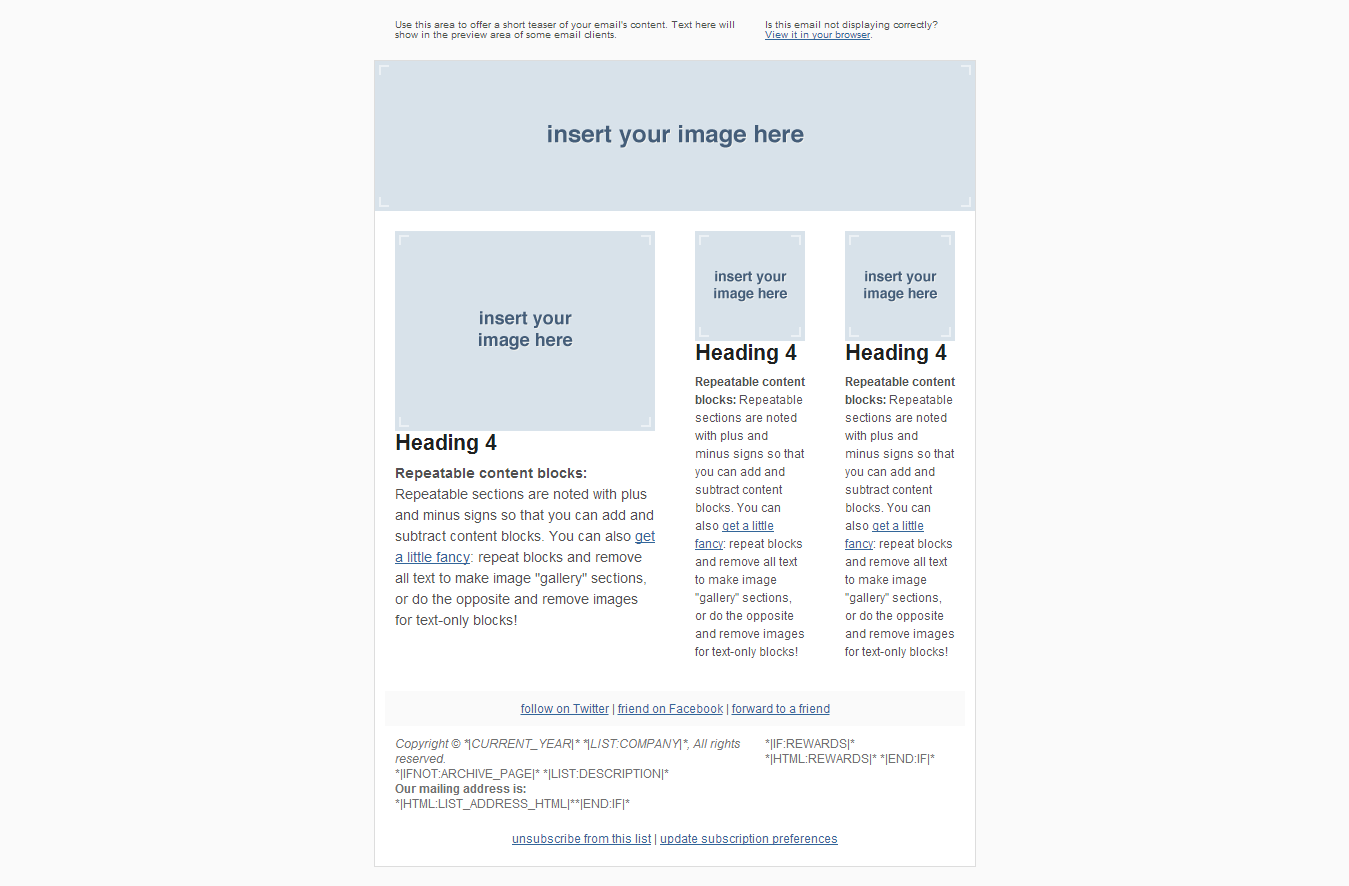 Use this area to offer a short teaser of your email's content. Text here will
show in the preview area of some email clients.
Is this email not displaying correctly?
View it in your browser.
insert your image here
insert your
image here
Heading 4
Repeatable content blocks:
Repeatable sections are noted with plus
and minus signs so that you can add and
subtract content blocks. You can also get
a little fancy: repeat blocks and remove
all text to make image "gallery" sections,
or do the opposite and remove images
for text-only blocks!
insert your
image here
Heading 4
Repeatable content
blocks: Repeatable
sections are noted
with plus and
minus signs so that
you can add and
subtract content
blocks. You can
also get a little
fancy: repeat blocks
and remove all text
to make image
"gallery" sections,
or do the opposite
and remove images
for text-only blocks!
insert your
image here
Heading 4
Repeatable content
blocks: Repeatable
sections are noted
with plus and
minus signs so that
you can add and
subtract content
blocks. You can
also get a little
fancy: repeat blocks
and remove all text
to make image
"gallery" sections,
or do the opposite
and remove images
for text-only blocks!
follow on Twitter | friend on Facebook | forward to a friend
Copyright © *|CURRENT_YEAR|* *|LIST:COMPANY|*, All rights
reserved.
*|IFNOT:ARCHIVE_PAGE|* *|LIST:DESCRIPTION|*
Our mailing address is:
*|HTML:LIST_ADDRESS_HTML|**|END:IF|*
*|IF:REWARDS|*
*|HTML:REWARDS|* *|END:IF|*
unsubscribe from this list | update subscription preferences